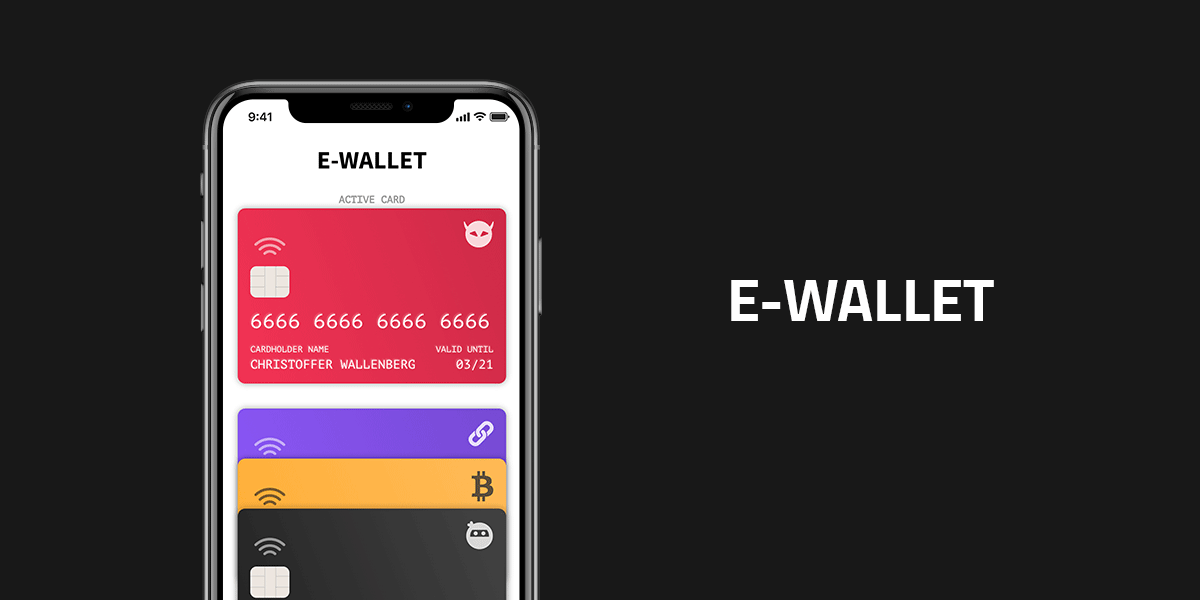 9:41
E-WALLET
ACTIVE CARD
6666 6666 6666 6666
CARDHOLDER NAME VALID UNTIL
CHRISTOFFER WALLENBERG 03/21
E-WALLET